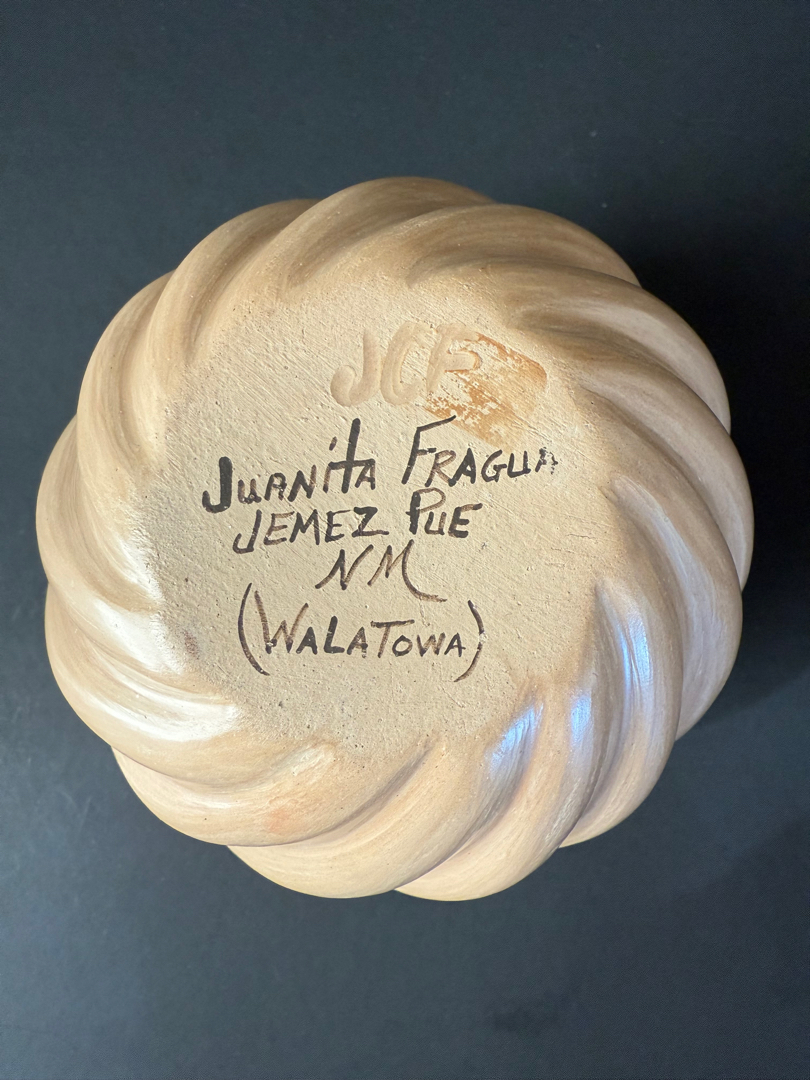 JCF
JUANITA FRAGUA
JEMEZ PUE
NM
(WALATOWA)